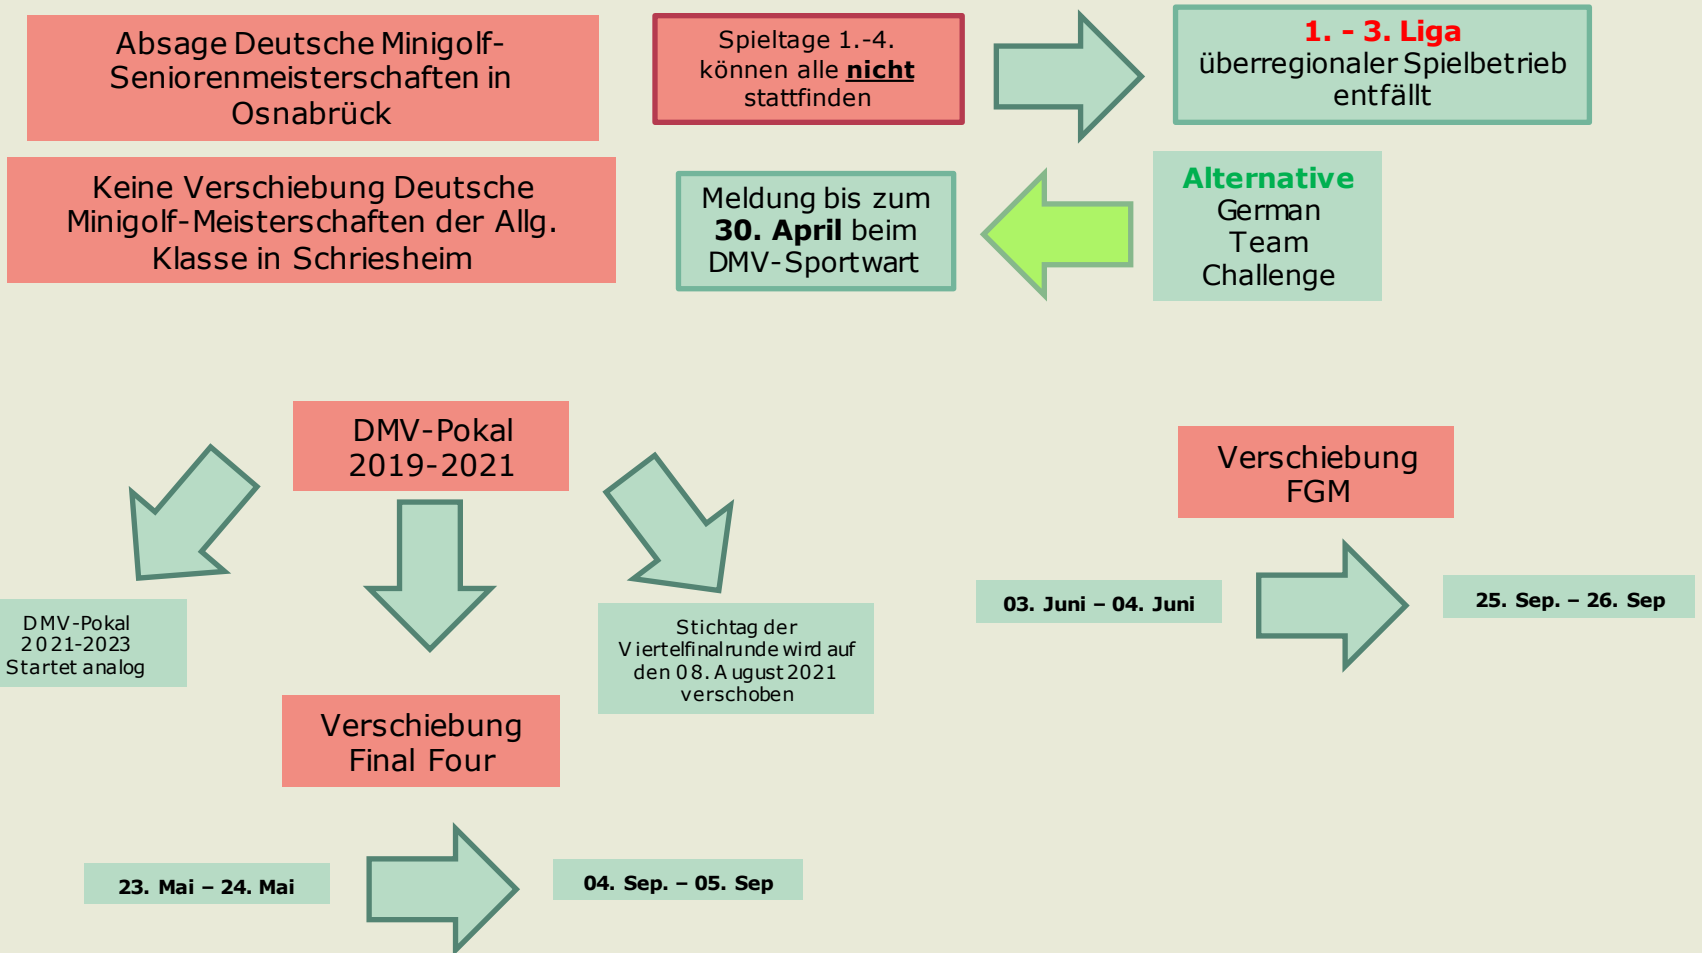 Absage Deutsche Minigolf-
Seniorenmeisterschaften in
Osnabrück
Spieltage 1.-4.
können alle nicht
stattfinden
1. - 3. Liga
überregionaler Spielbetrieb
entfällt
Keine Verschiebung Deutsche
Minigolf-Meisterschaften der Allg.
Klasse in Schriesheim
Meldung bis zum
30. April beim
DMV-Sportwart
Alternative
German
Team
Challenge
DMV-Pokal
2019-2021
Verschiebung
FGM
DMV-Pokal
2021-2023
Startet analog
Stichtag der
Viertelfinalrunde wird auf
den 08. August 2021
verschoben
03. Juni – 04. Juni
25. Sep. – 26. Sep
Verschiebung
Final Four
23. Mai – 24. Mai
04. Sep. – 05. Sep